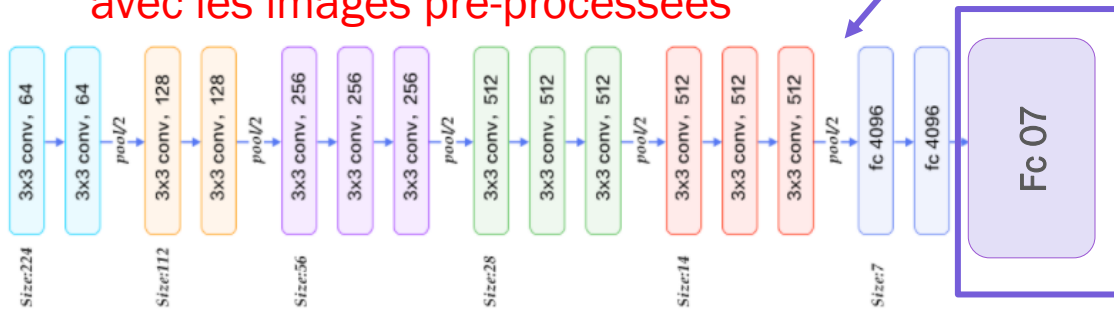 avec les images pré-processées
3x3 conv, 64
3x3 conv, 64
pool/2
3x3 conv, 128
3x3 conv, 128
pool/2
3x3 conv, 256
3x3 conv, 256
3x3 conv, 256
pool/2
3x3 conv, 512
3x3 conv, 512
3x3 conv, 512
pool/2
3x3 conv, 512
3x3 conv, 512
3x3 conv, 512
pool/2
fc 4096
fc 4096
Fc 07
Size:224
Size:112
Size:56
Size:28
Size:14
Size:7